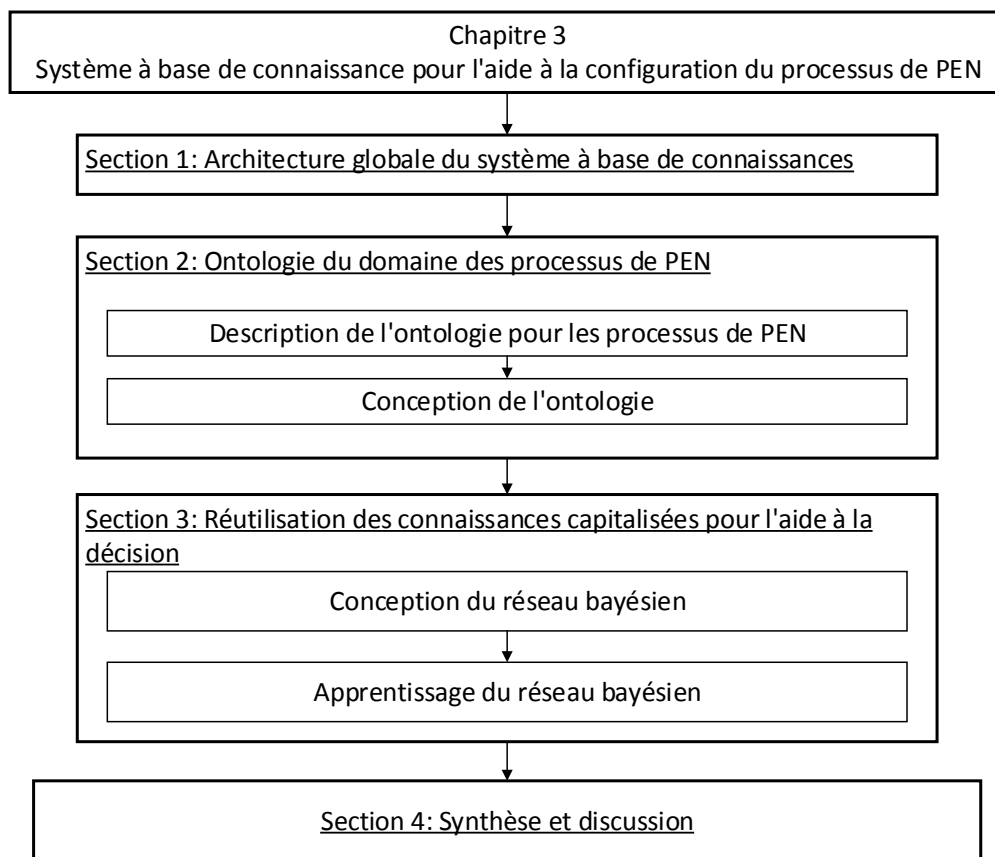 Chapitre 3
Système à base de connaissance pour l'aide à la configuration du processus de PEN
Section 1: Architecture globale du système à base de connaissances
Section 2: Ontologie du domaine des processus de PEN
Description de l'ontologie pour les processus de PEN
Conception de l'ontologie
Section 3: Réutilisation des connaissances capitalisées pour l'aide à la
décision
Conception du réseau bayésien
Apprentissage du réseau bayésien
Section 4: Synthèse et discussion